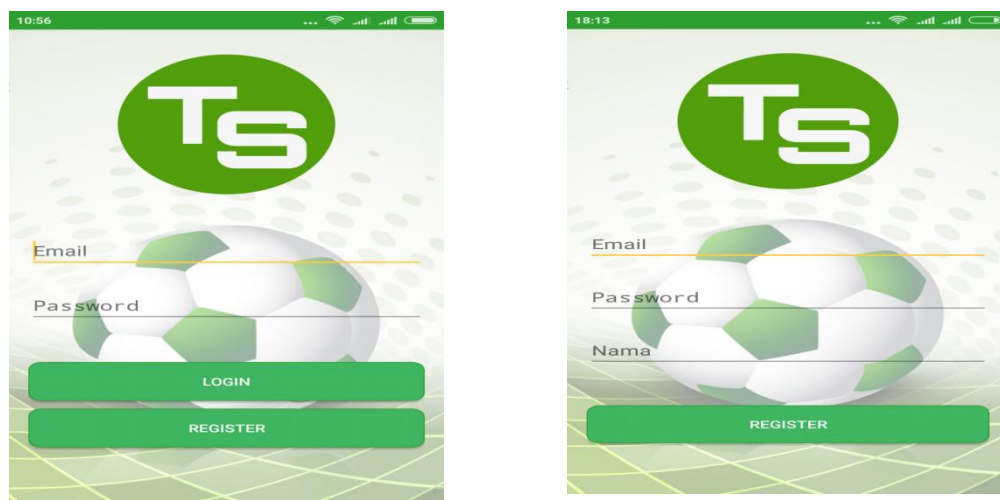 10:56
TS
Email
Password
LOGIN
REGISTER
18:13
TS
Email
Password
Nama
REGISTER